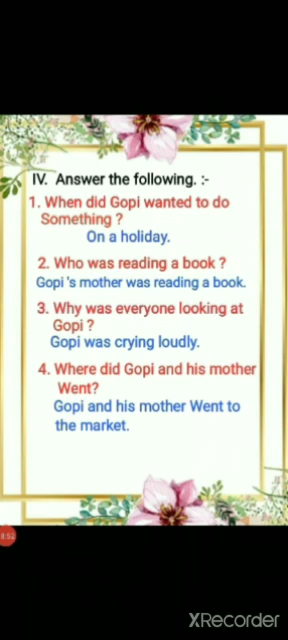 IV. Answer the following. :-
1. When did Gopi wanted to do
Something ?
On a holiday.
2. Who was reading a book ?
Gopi's mother was reading a book.
3. Why was everyone looking at
Gopi ?
Gopi was crying loudly.
4. Where did Gopi and his mother
Went?
Gopi and his mother Went to
the market.
XRecorder